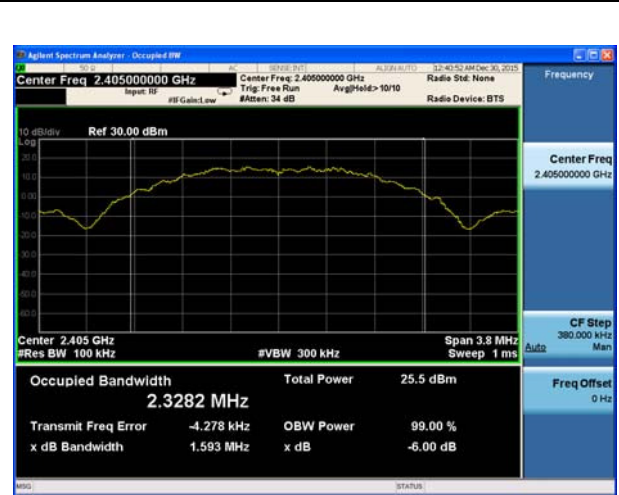 Agilent Spectrum Analyzer - Occupied BW
50 Ω AC SENSE:INT ALIGN AUTO 12:40:52 AM Dec 30, 2015
Center Freq 2.405000000 GHz Center Freq: 2.405000000 GHz Radio Std: None
Input: RF Trig: Free Run Avg|Hold:> 10/10
#IFGain:Low #Atten: 34 dB Radio Device: BTS
10 dB/div Ref 30.00 dBm
Log
20.0
10.0
0.00
-10.0
-20.0
-30.0
-40.0
-50.0
-60.0
Center 2.405 GHz Span 3.8 MHz
#Res BW 100 kHz #VBW 300 kHz Sweep 1 ms
Occupied Bandwidth Total Power 25.5 dBm
2.3282 MHz
Transmit Freq Error -4.278 kHz OBW Power 99.00 %
x dB Bandwidth 1.593 MHz x dB -6.00 dB
MSG STATUS
Frequency
Center Freq
2.405000000 GHz
CF Step
380.000 kHz
Auto Man
Freq Offset
0 Hz